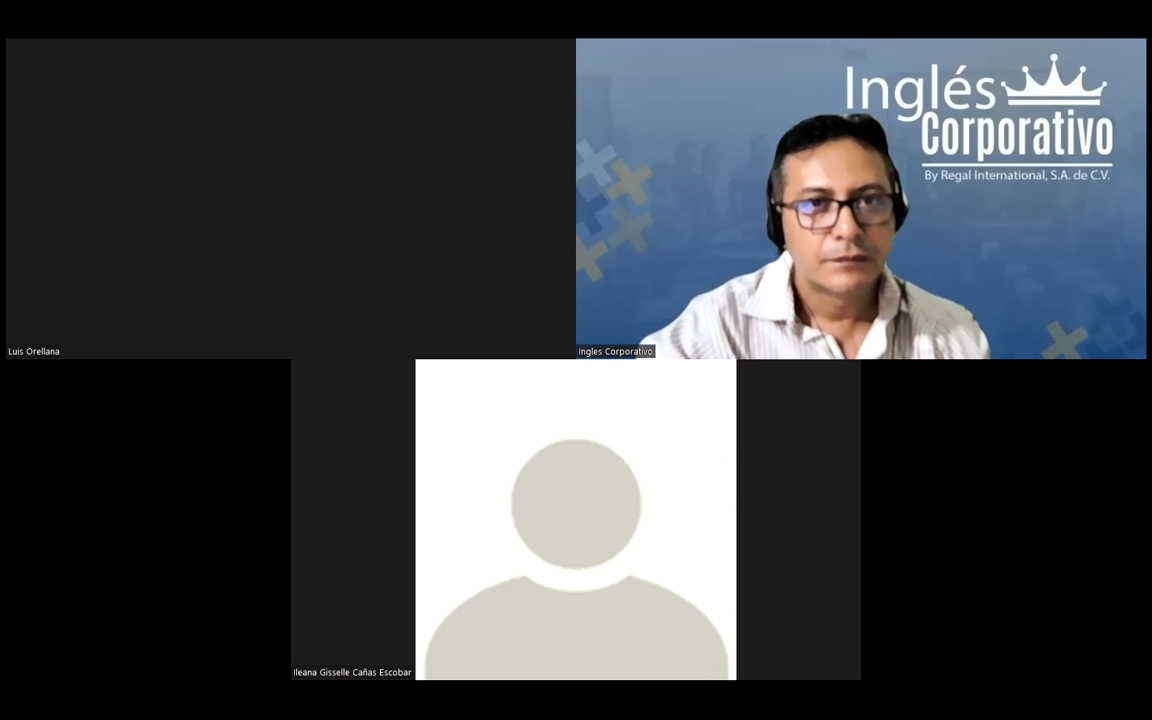 Inglés
Corporativo
By Regal International, S.A. de C.V.
Luis Orellana
Ingles Corporativo
Ileana Gisselle Cañas Escobar